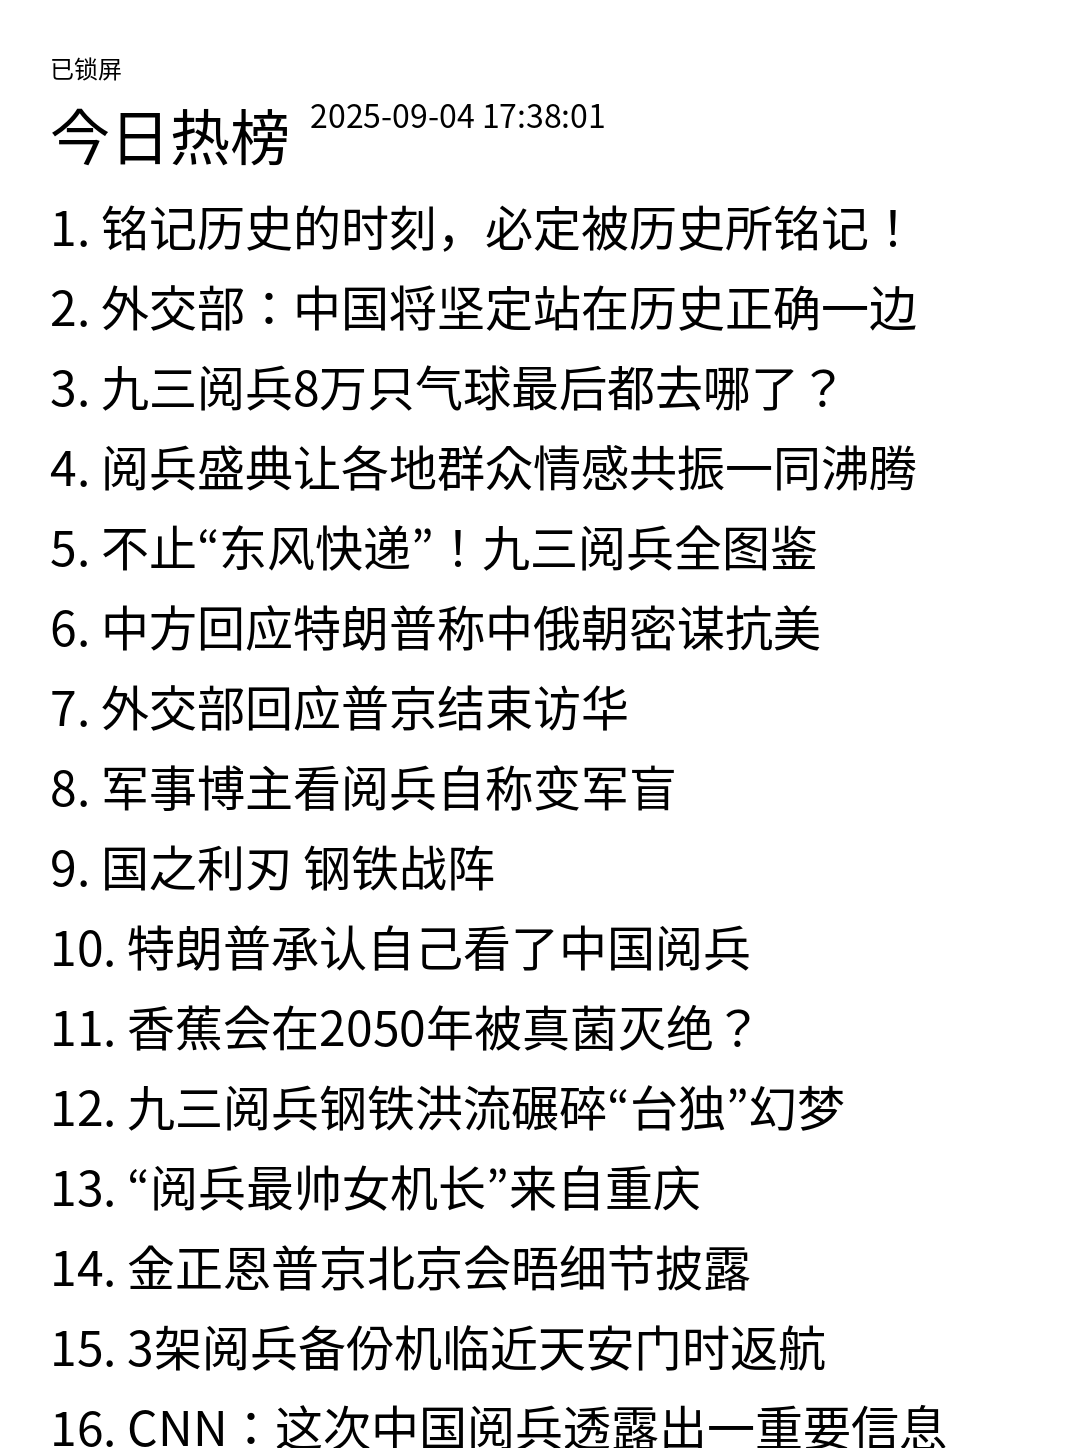 已锁屏
今日热榜 2025-09-04 17:38:01
1. 铭记历史的时刻，必定被历史所铭记！
2. 外交部：中国将坚定站在历史正确一边
3. 九三阅兵8万只气球最后都去哪了？
4. 阅兵盛典让各地群众情感共振一同沸腾
5. 不止“东风快递”！九三阅兵全图鉴
6. 中方回应特朗普称中俄朝密谋抗美
7. 外交部回应普京结束访华
8. 军事博主看阅兵自称变军盲
9. 国之利刃 钢铁战阵
10. 特朗普承认自己看了中国阅兵
11. 香蕉会在2050年被真菌灭绝？
12. 九三阅兵钢铁洪流碾碎“台独”幻梦
13. “阅兵最帅女机长”来自重庆
14. 金正恩普京北京会晤细节披露
15. 3架阅兵备份机临近天安门时返航
16. CNN：这次中国阅兵透露出一重要信息